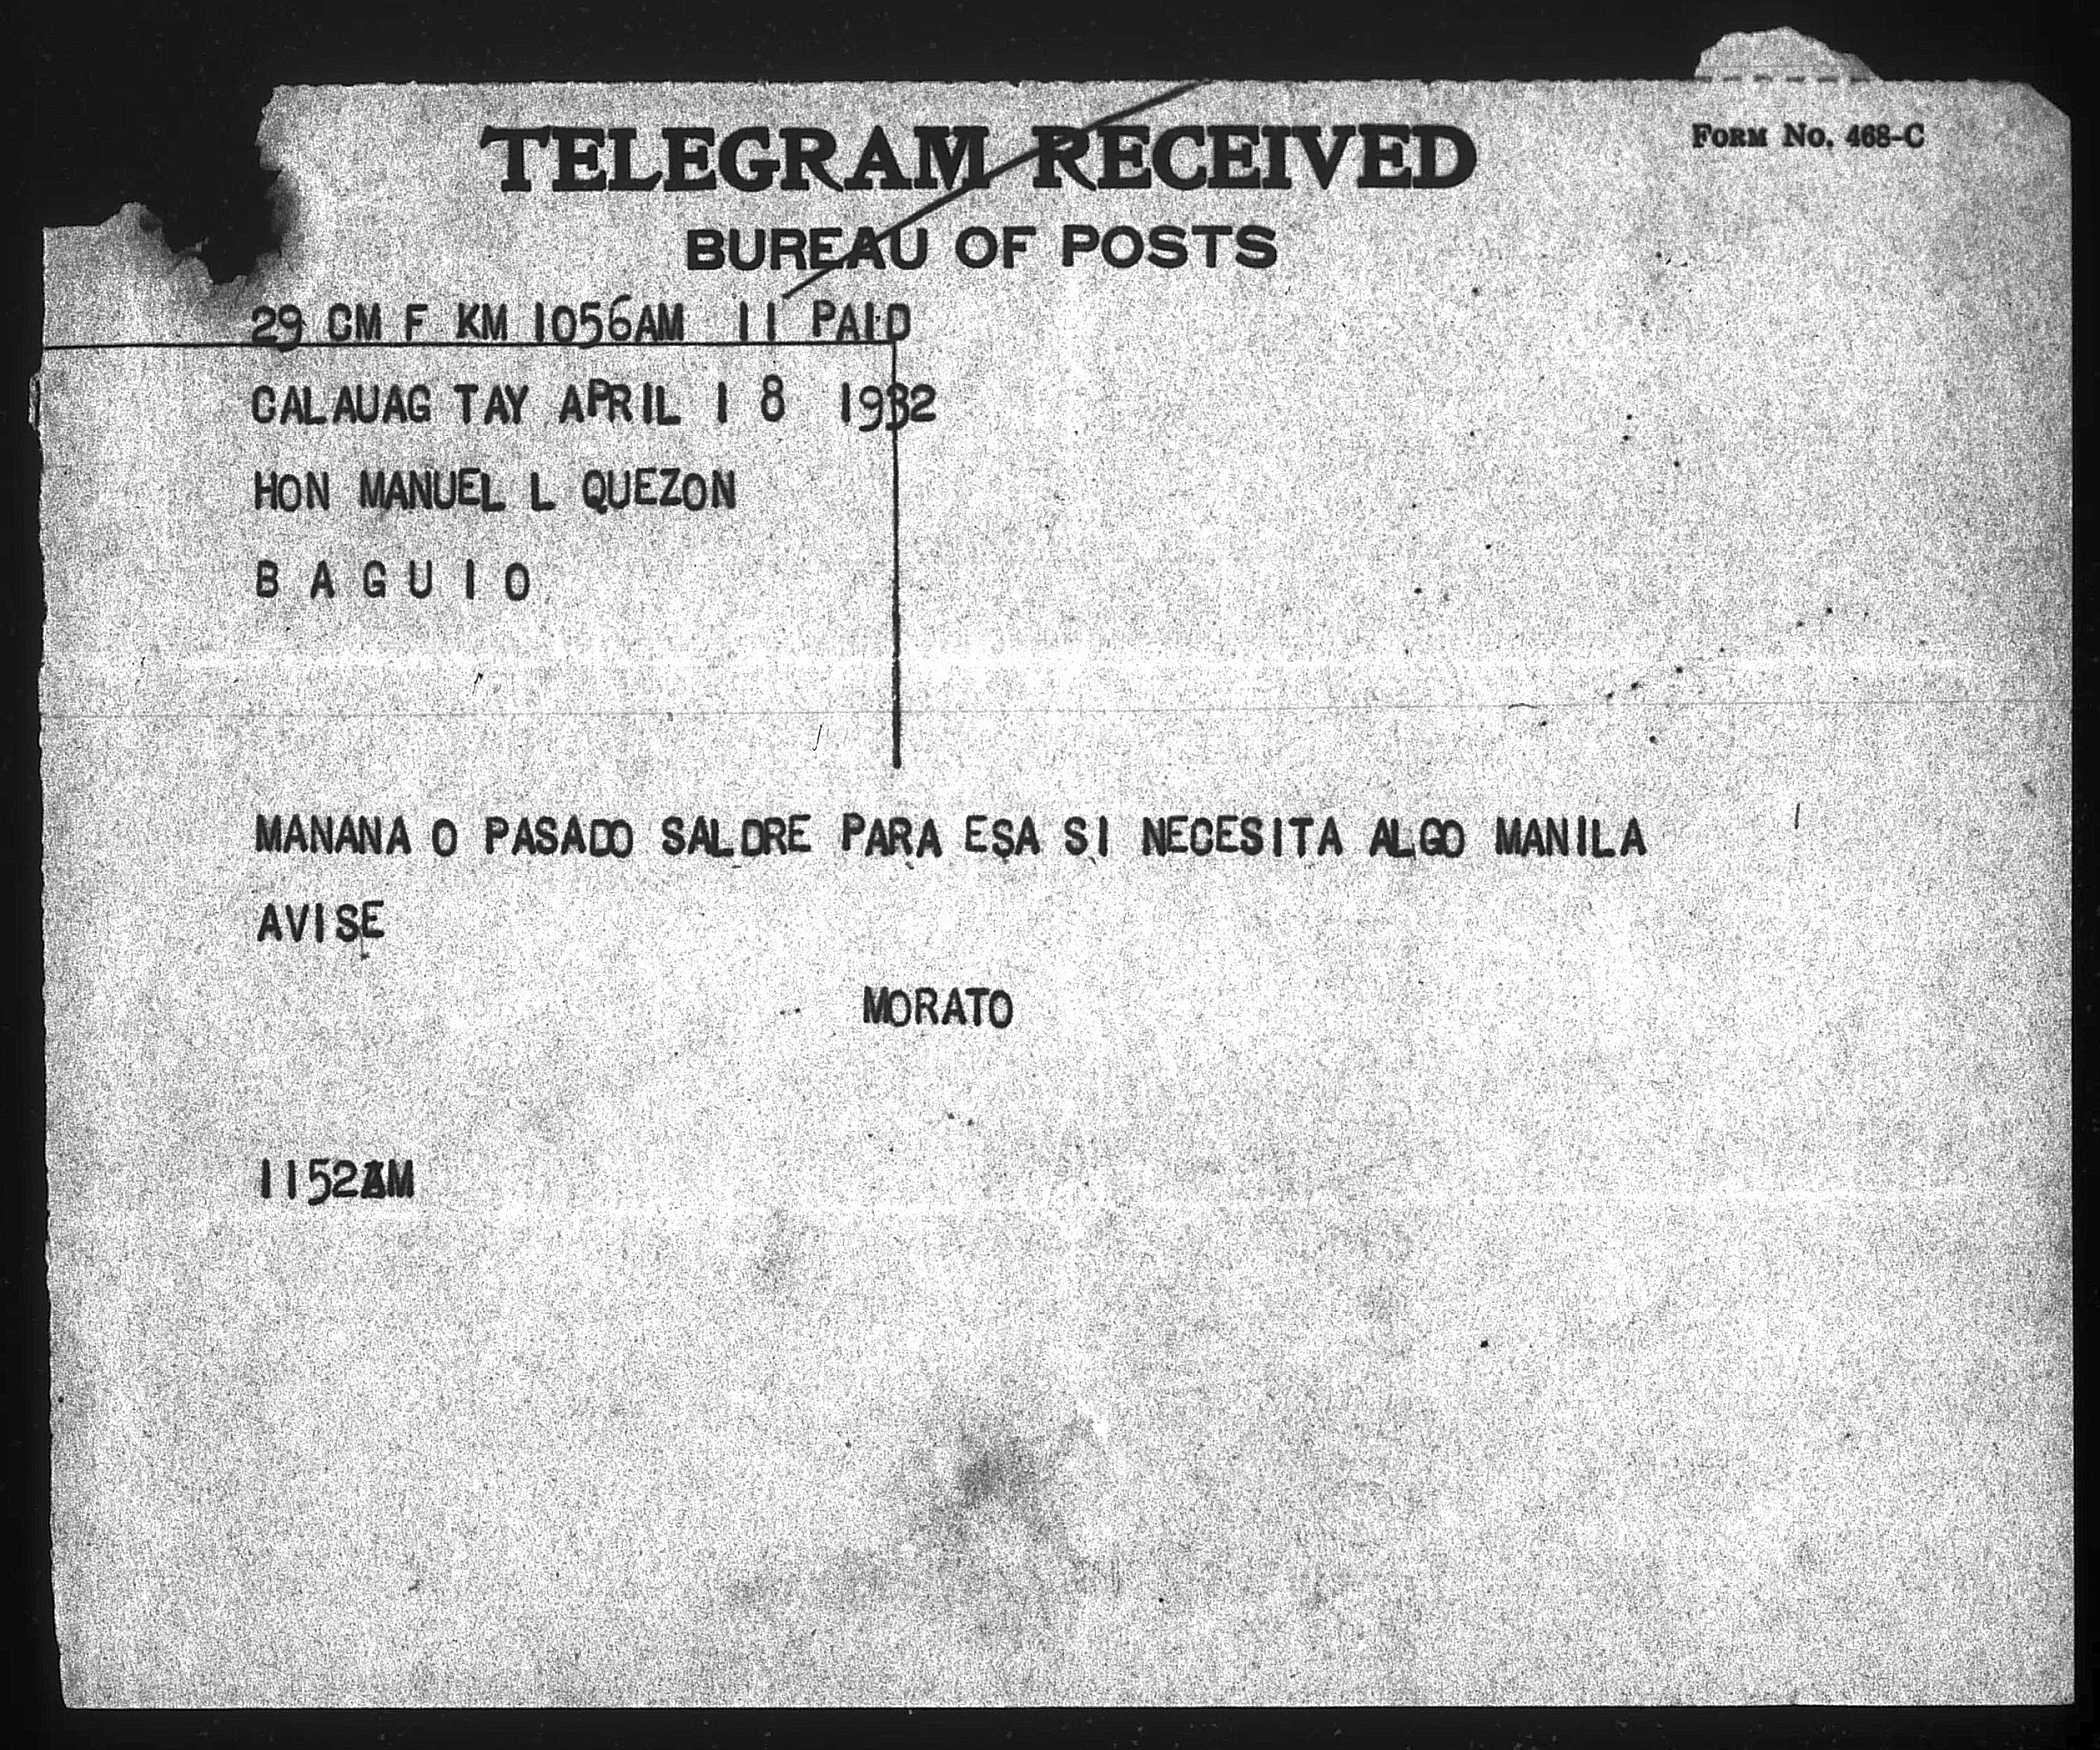 FORM NO. 468-C
TELEGRAM RECEIVED
BUREAU OF POSTS
29 CM F KM 1056AM 11 PAID
CALAUAG TAY APRIL 18 1932
HON MANUEL L QUEZON
B A G U I O
MANANA O PASADO SALDRE PARA ESA SI NECESITA ALGO MANILA
AVISE
MORATO
1152AM